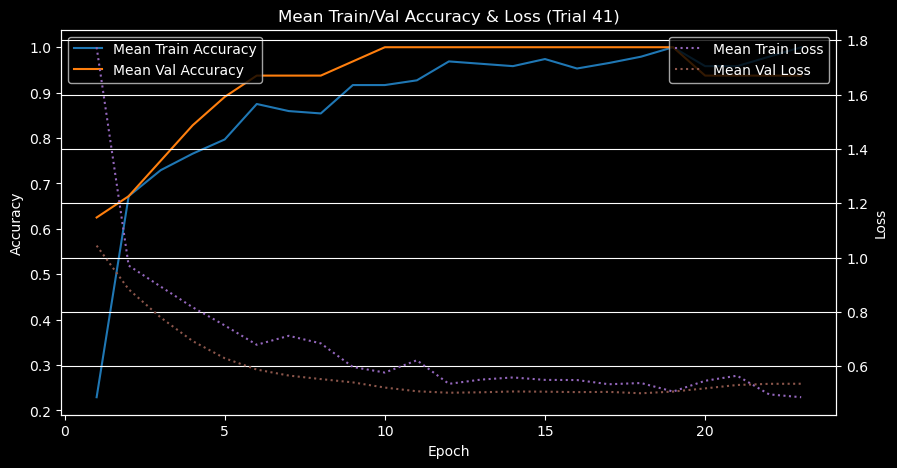 Mean Train/Val Accuracy & Loss (Trial 41)
Mean Train Accuracy
Mean Val Accuracy
Mean Train Loss
Mean Val Loss
1.0
0.9
0.8
0.7
0.6
0.5
0.4
0.3
0.2
Accuracy
1.8
1.6
1.4
1.2
1.0
0.8
0.6
Loss
0
5
10
15
20
Epoch